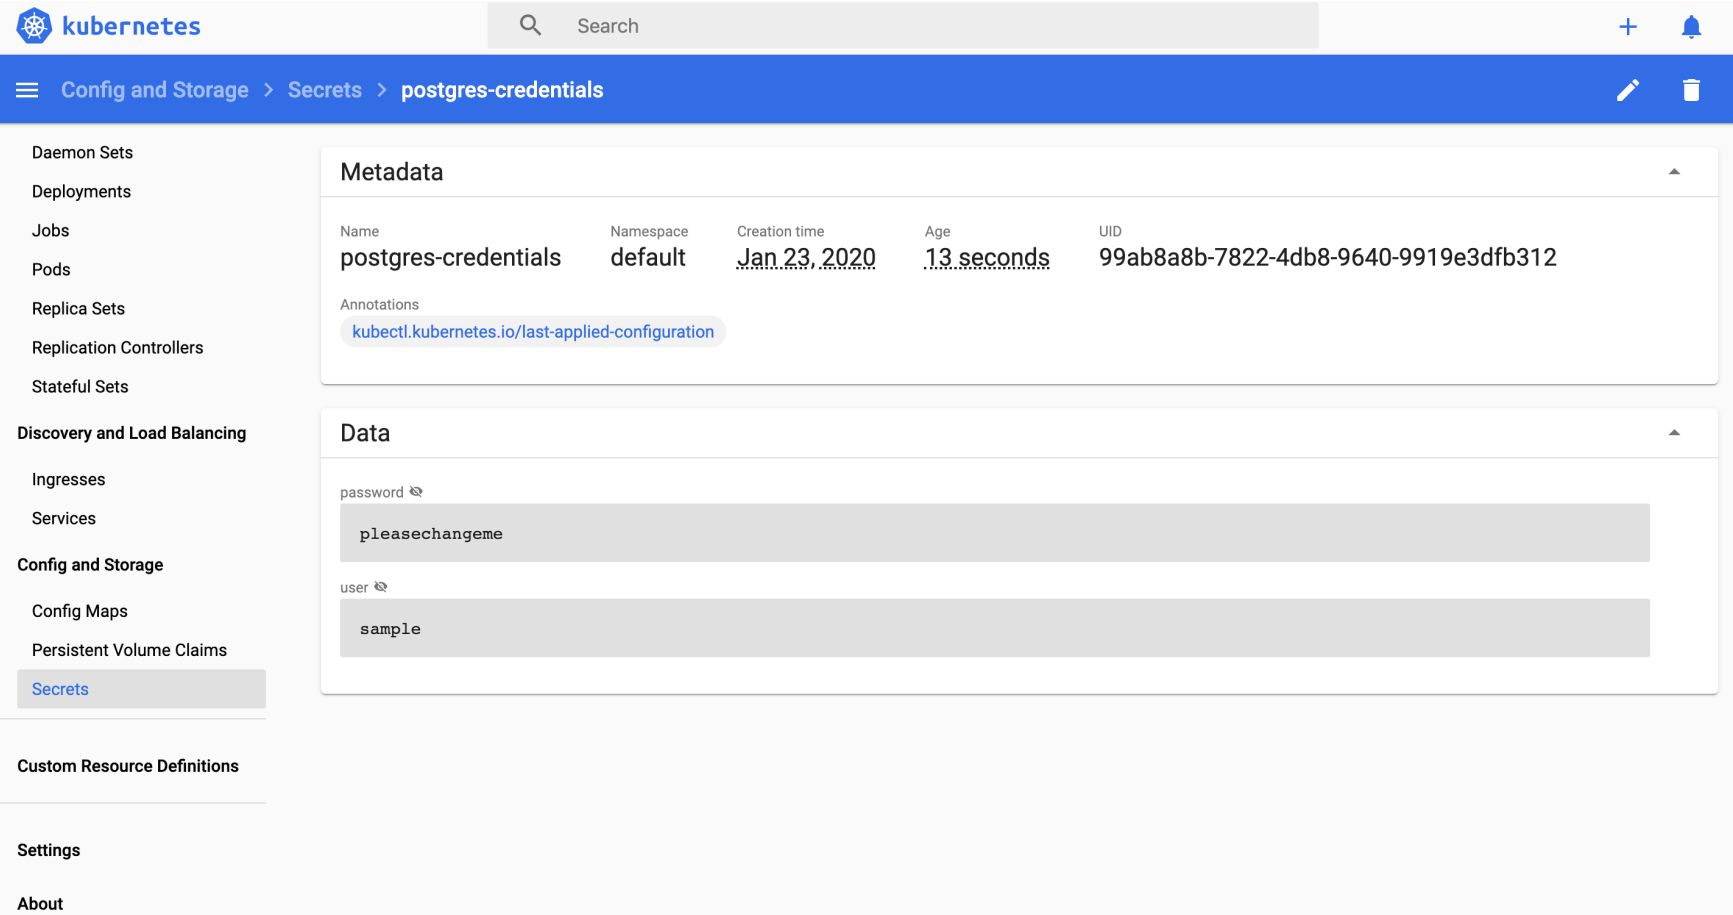 kubernetes
Search
Config and Storage > Secrets > postgres-credentials
Daemon Sets
Deployments
Jobs
Pods
Replica Sets
Replication Controllers
Stateful Sets
Discovery and Load Balancing
Ingresses
Services
Config and Storage
Config Maps
Persistent Volume Claims
Secrets
Custom Resource Definitions
Settings
About
Metadata
Name Namespace Creation time Age UID
postgres-credentials default Jan 23, 2020 13 seconds 99ab8a8b-7822-4db8-9640-9919e3dfb312
Annotations
kubectl.kubernetes.io/last-applied-configuration
Data
password
pleasechangeme
user
sample